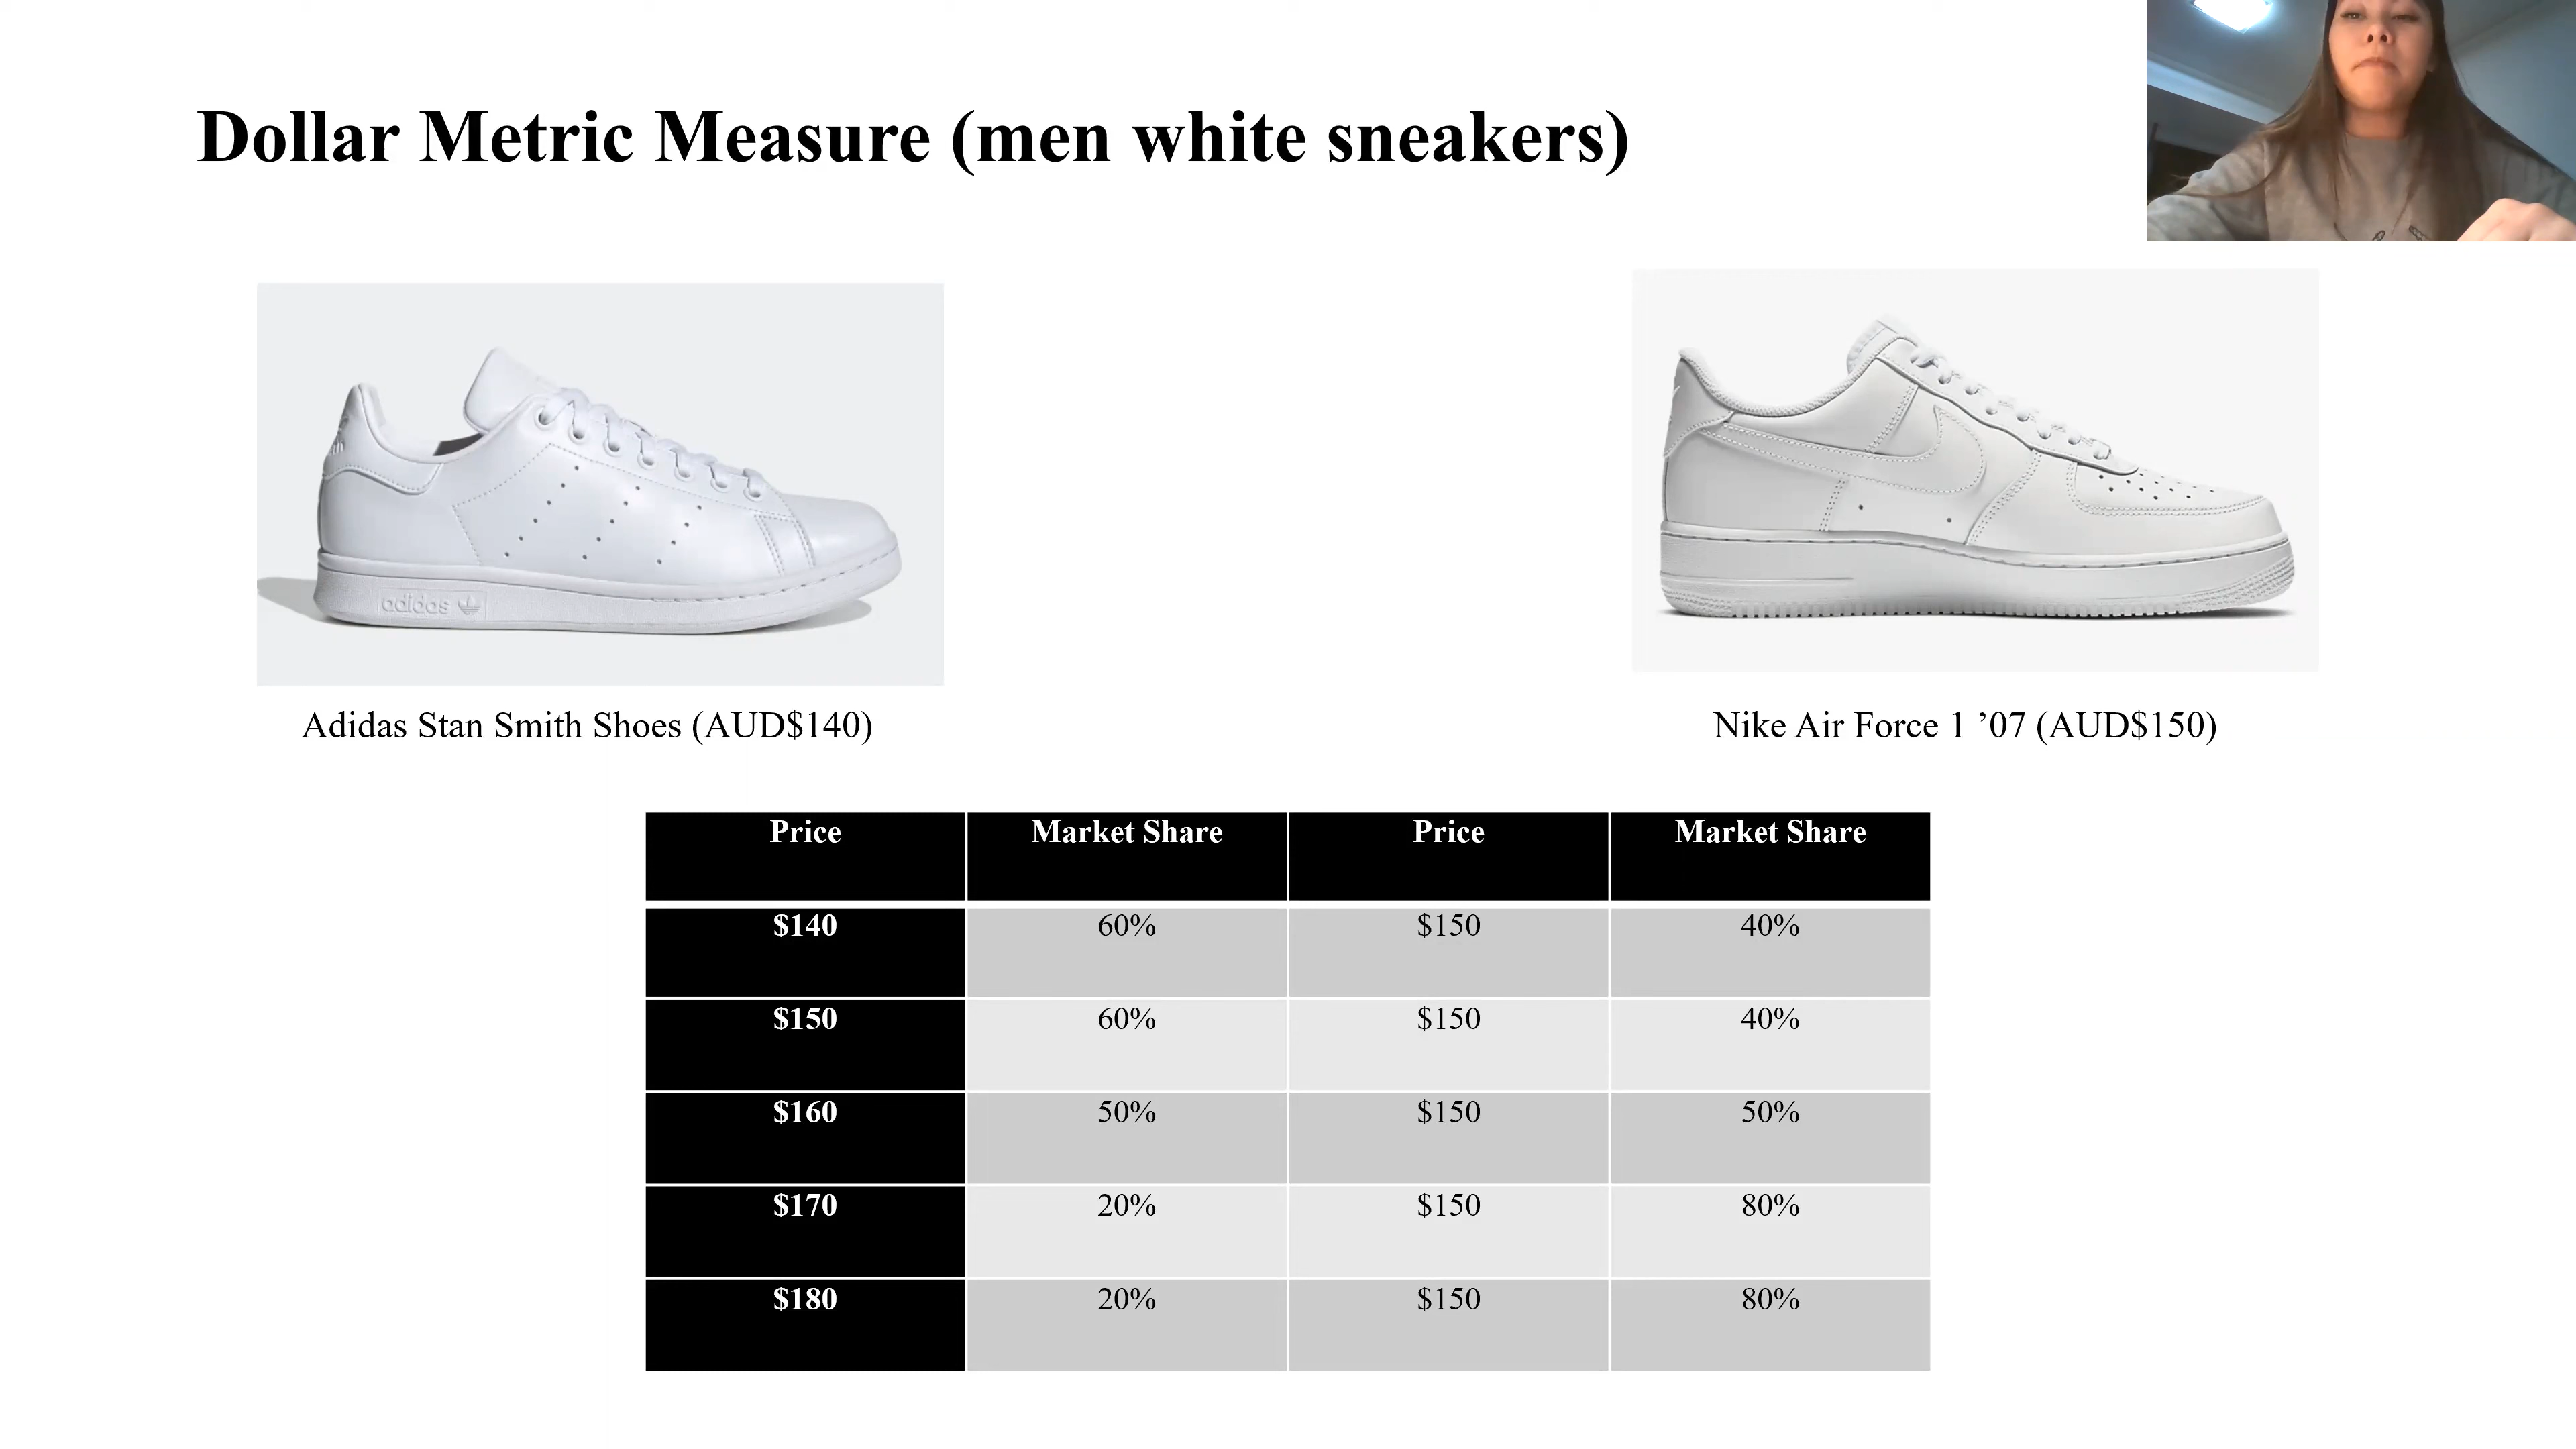 Dollar Metric Measure (men white sneakers)
adidas
Adidas Stan Smith Shoes (AUD$140)
Nike Air Force 1 ’07 (AUD$150)
Price Market Share Price Market Share
$140 60% $150 40%
$150 60% $150 40%
$160 50% $150 50%
$170 20% $150 80%
$180 20% $150 80%